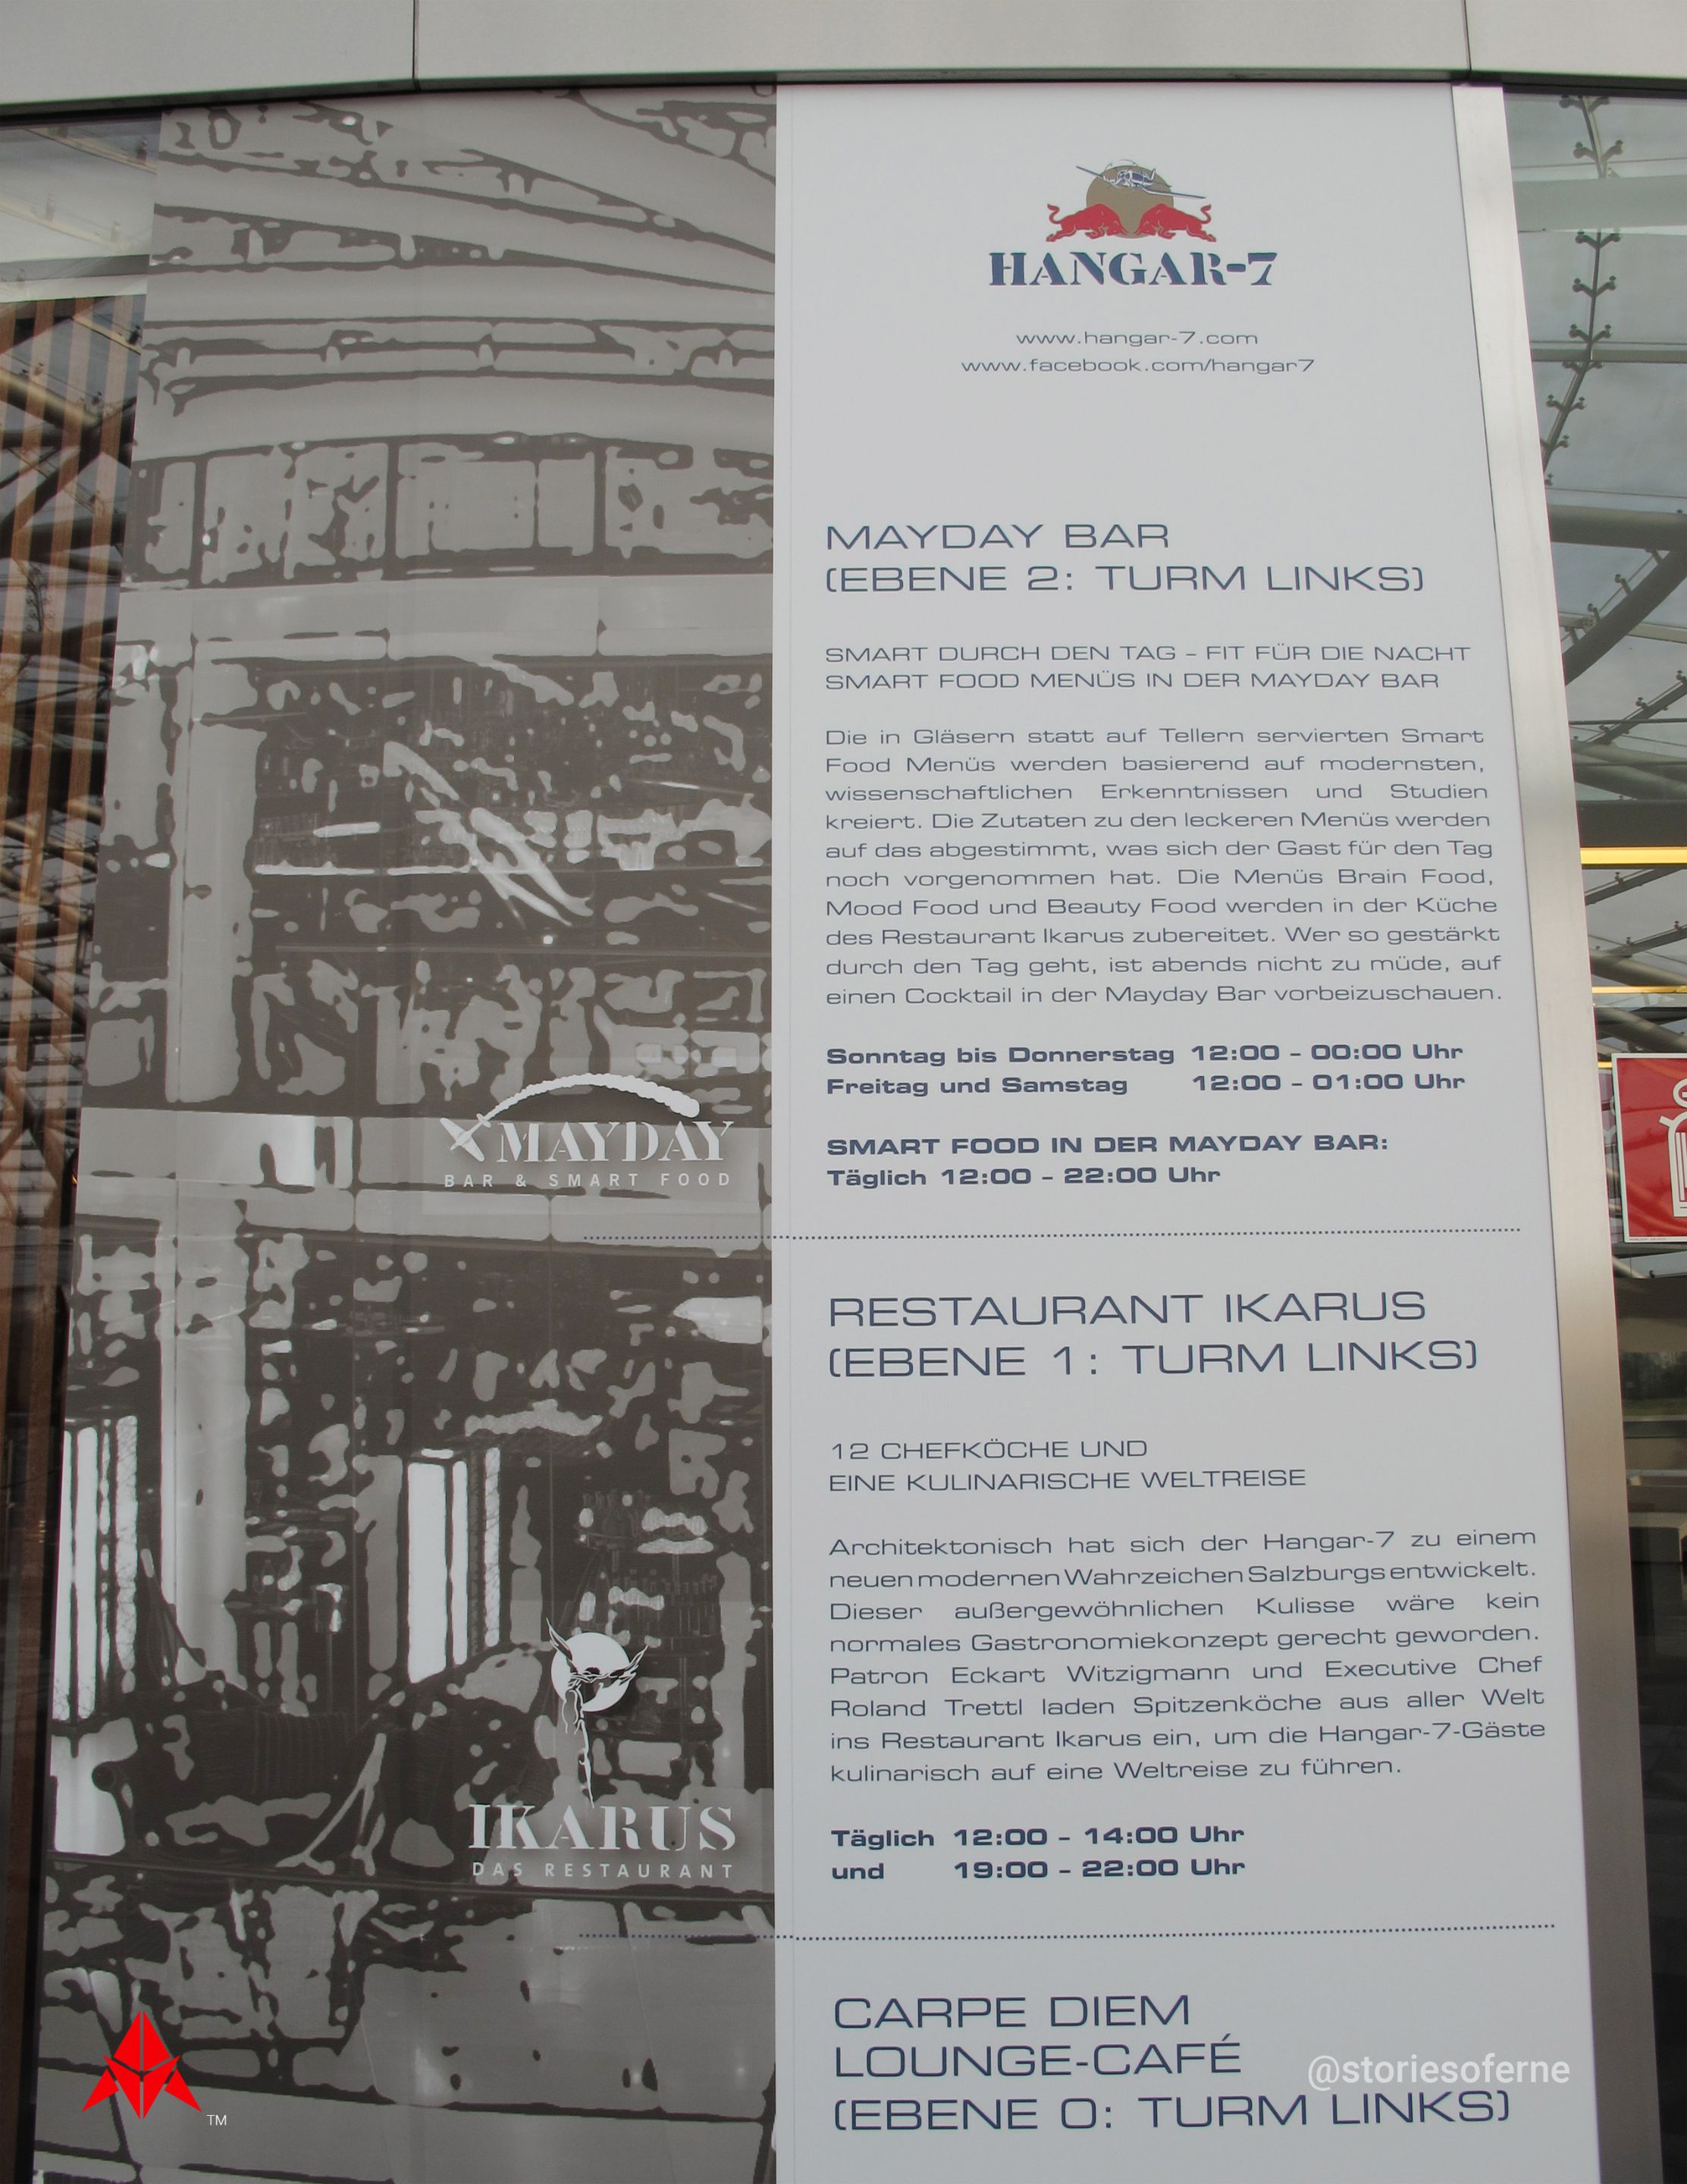 HANGAR-7
www.hangar-7.com
www.facebook.com/hangar7
MAYDAY BAR
(EBENE 2: TURM LINKS)
SMART DURCH DEN TAG – FIT FÜR DIE NACHT
SMART FOOD MENÜS IN DER MAYDAY BAR
Die in Gläsern statt auf Tellern servierten Smart
Food Menüs werden basierend auf modernsten,
wissenschaftlichen Erkenntnissen und Studien
kreiert. Die Zutaten zu den leckeren Menüs werden
auf das abgestimmt, was sich der Gast für den Tag
noch vorgenommen hat. Die Menüs Brain Food,
Mood Food und Beauty Food werden in der Küche
des Restaurant Ikarus zubereitet. Wer so gestärkt
durch den Tag geht, ist abends nicht zu müde, auf
einen Cocktail in der Mayday Bar vorbeizuschauen.
Sonntag bis Donnerstag 12:00 – 00:00 Uhr
Freitag und Samstag 12:00 – 01:00 Uhr
SMART FOOD IN DER MAYDAY BAR:
Täglich 12:00 – 22:00 Uhr
MAYDAY
BAR & SMART FOOD
RESTAURANT IKARUS
(EBENE 1: TURM LINKS)
12 CHEFKÖCHE UND
EINE KULINARISCHE WELTREISE
Architektonisch hat sich der Hangar-7 zu einem
neuen modernen Wahrzeichen Salzburgs entwickelt.
Dieser außergewöhnlichen Kulisse wäre kein
normales Gastronomiekonzept gerecht geworden.
Patron Eckart Witzigmann und Executive Chef
Roland Trettl laden Spitzenköche aus aller Welt
ins Restaurant Ikarus ein, um die Hangar-7-Gäste
kulinarisch auf eine Weltreise zu führen.
Täglich 12:00 – 14:00 Uhr
und 19:00 – 22:00 Uhr
IKARUS
DAS RESTAURANT
CARPE DIEM
LOUNGE-CAFÉ
(EBENE 0: TURM LINKS)
@storiesoferne
TM